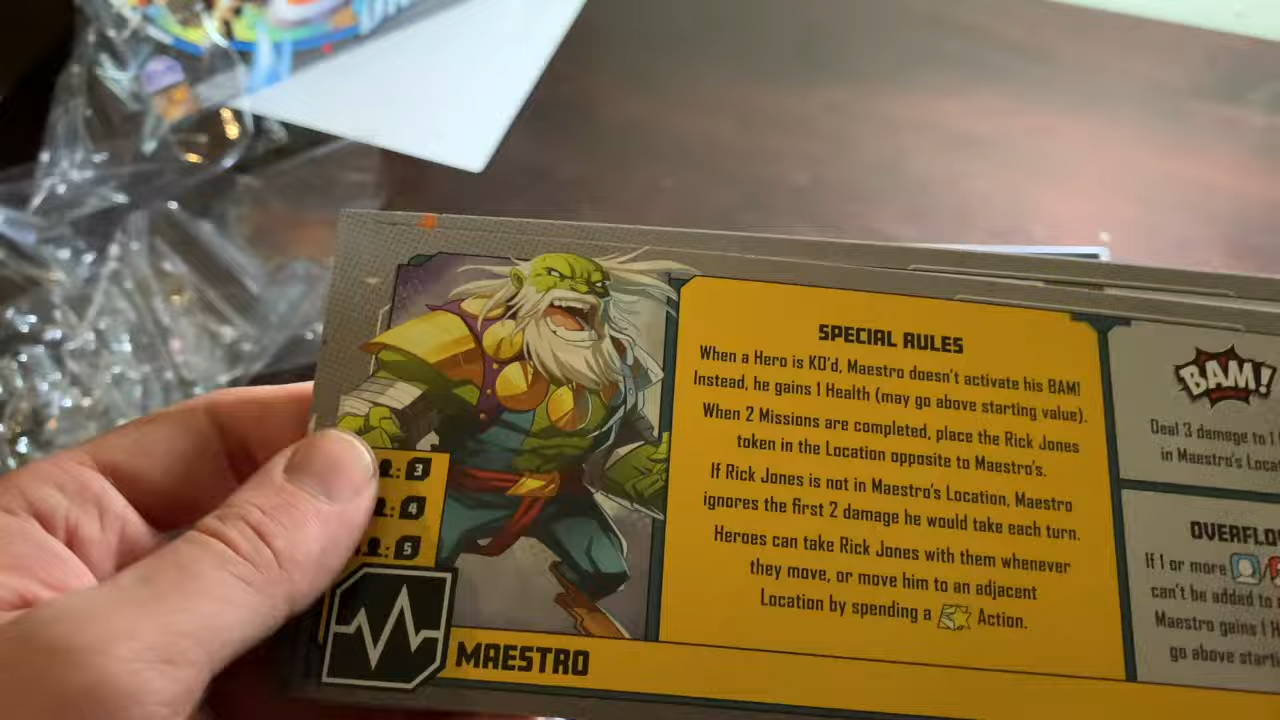 SPECIAL RULES
When a Hero is KO'd, Maestro doesn't activate his BAM!
Instead, he gains 1 Health (may go above starting value).
When 2 Missions are completed, place the Rick Jones
token in the Location opposite to Maestro's.
If Rick Jones is not in Maestro's Location, Maestro
ignores the first 2 damage he would take each turn.
Heroes can take Rick Jones with them whenever
they move, or move him to an adjacent
Location by spending a Action.
: 3
: 4
: 5
MAESTRO
BAM!
Deal 3 damage to
in Maestro's
If 1 or more
can't be added to
Maestro gains 1
go above